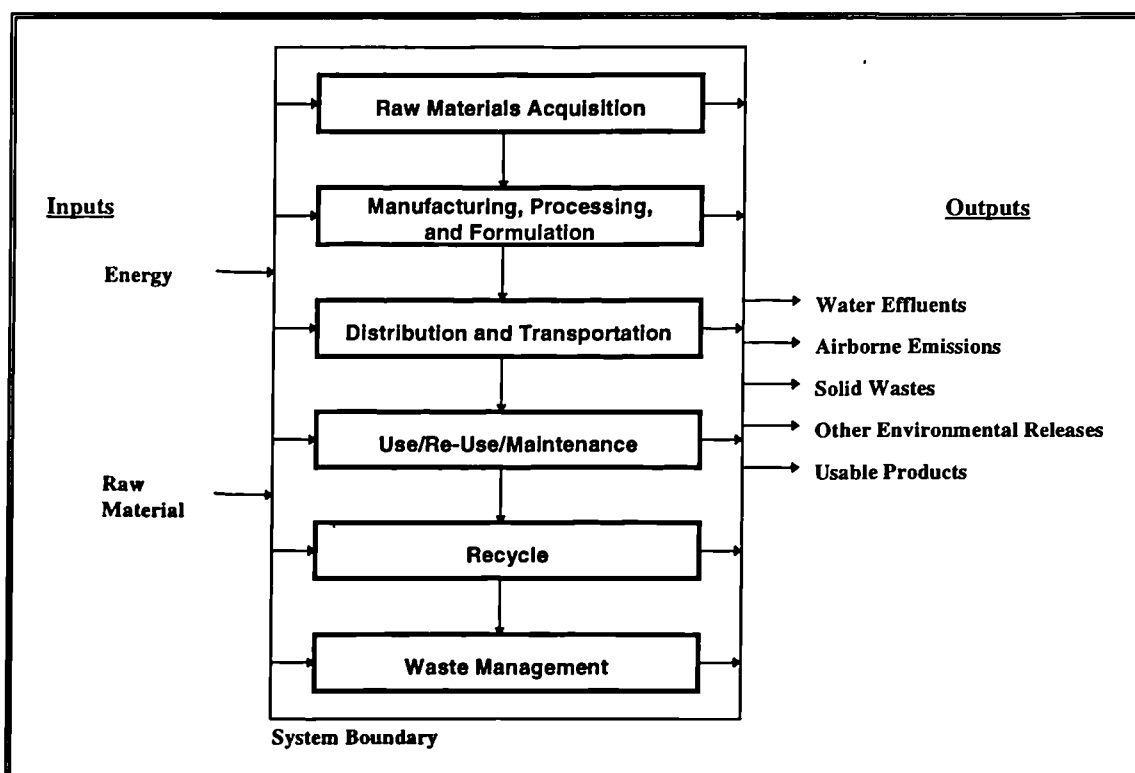 Raw Materials Acquisition
Inputs
Manufacturing, Processing,
and Formulation
Outputs
Energy
Distribution and Transportation
Water Effluents
Airborne Emissions
Solid Wastes
Use/Re-Use/Maintenance
Other Environmental Releases
Usable Products
Raw
Material
Recycle
Waste Management
System Boundary